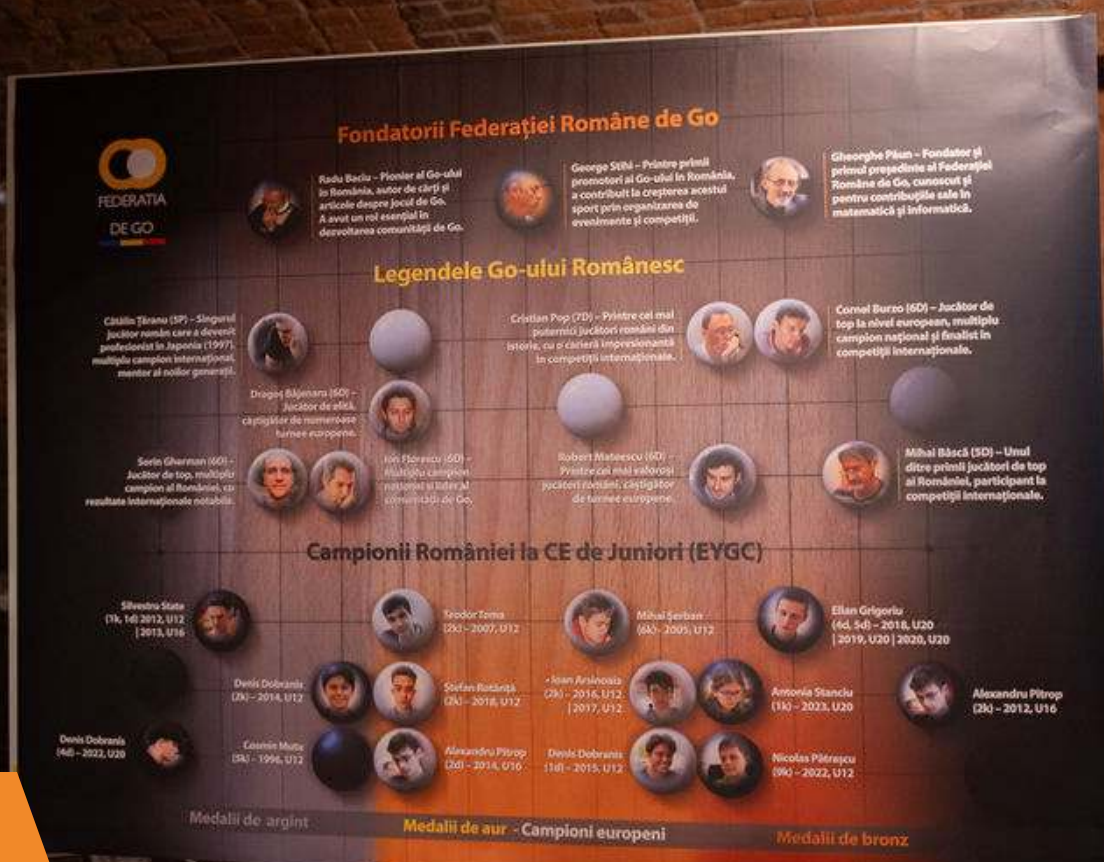 Fondatorii Federației Române de Go
FEDERATIA
DE GO
Radu Baciu – Pionier al Go-ului
în România, autor de cărți și
articole despre jocul de Go.
A avut un rol esențial în
dezvoltarea comunității de Go.
George Stihi – Printre primii
promotori ai Go-ului în România,
a contribuit la creșterea acestui
sport prin organizarea de
evenimente și competiții.
Gheorghe Păun – Fondator și
primul președinte al Federației
Române de Go, cunoscut și
pentru contribuțiile sale în
matematică și informatică.
Legendele Go-ului Românesc
Cătălin Țăranu (5P) – Singurul
jucător român care a devenit
profesionist în Japonia (1997),
multiplu campion internațional,
mentor al noilor generații.
Cristian Pop (7D) – Printre cei mai
puternici jucători români din
istorie, cu o carieră impresionantă
în competiții internaționale.
Cornel Burzo (6D) – Jucător de
top la nivel european, multiplu
campion național și finalist în
competiții internaționale.
Dragoș Băjenaru (6D) –
Jucător de elită,
câștigător de numeroase
turnee europene.
Sorin Gherman (6D) –
Jucător de top, multiplu
campion al României, cu
rezultate internaționale notabile.
Ion Florescu (6D) –
Multiplu campion
național și lider al
comunității de Go.
Robert Mateescu (6D) –
Printre cei mai valoroși
jucători români, câștigător
de turnee europene.
Mihai Bâscă (5D) – Unul
ditre primii jucători de top
ai României, participant la
competiții internaționale.
Campionii României la CE de Juniori (EYGC)
Silvestru State
(1k, 1d) 2012, U12
| 2013, U16
Teodor Toma
(2k) – 2007, U12
Mihai Șerban
(6k) – 2005, U12
Elian Grigoriu
(4d, 5d) – 2018, U20
| 2019, U20 | 2020, U20
Denis Dobranis
(2k) – 2014, U12
Ștefan Rotăriță
(2k) – 2018, U12
- Ioan Arsinoaia
(2k) – 2016, U12
| 2017, U12
Antonia Stanciu
(1k) – 2023, U20
Alexandru Pitrop
(2k) – 2012, U16
Denis Dobranis
(4d) – 2022, U20
Cosmin Mutu
(5k) – 1996, U12
Alexandru Pitrop
(2d) – 2014, U16
Denis Dobranis
(1d) – 2015, U12
Nicolas Pătrașcu
(9k) – 2022, U12
Medalii de argint
Medalii de aur - Campioni europeni
Medalii de bronz